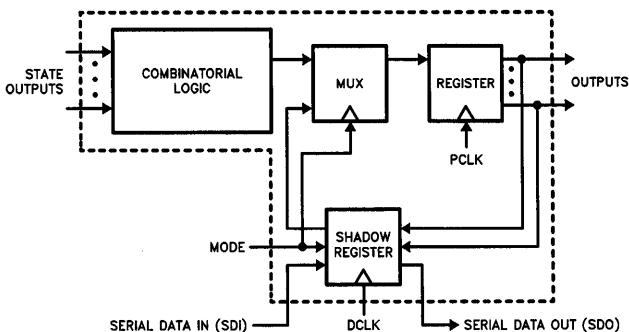 STATE
OUTPUTS
COMBINATORIAL
LOGIC
MUX
REGISTER
OUTPUTS
PCLK
MODE
SHADOW
REGISTER
SERIAL DATA IN (SDI)
DCLK
SERIAL DATA OUT (SDO)